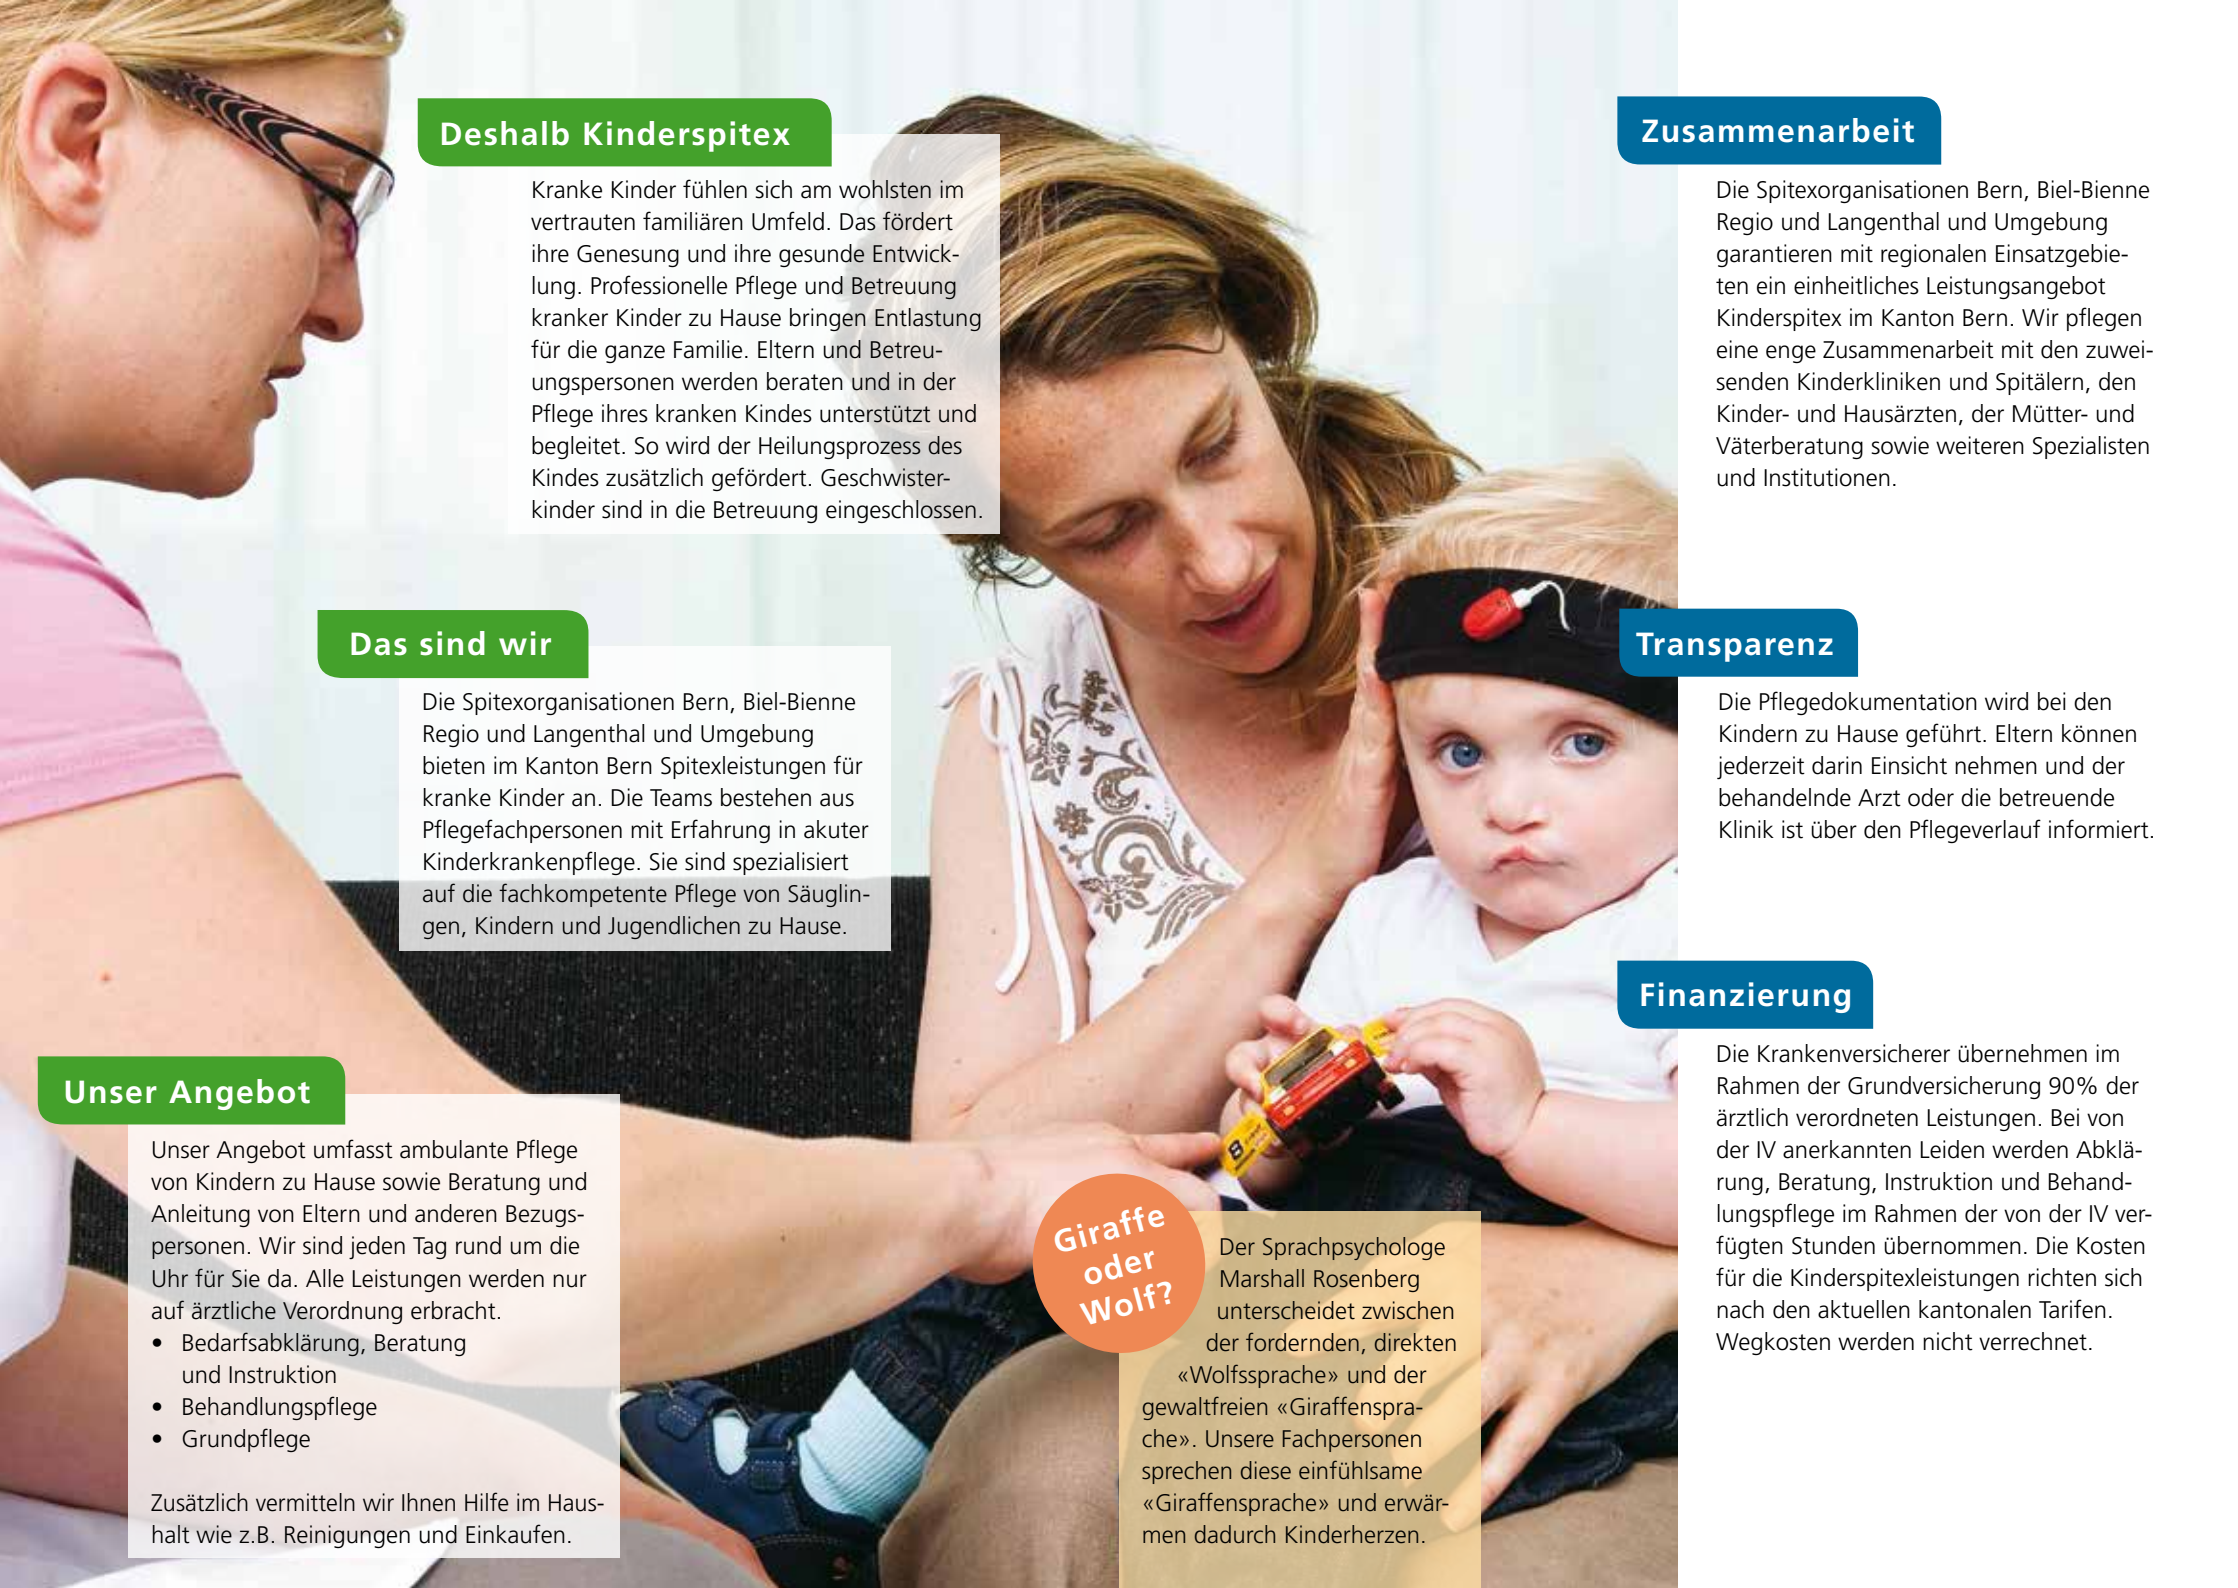 Deshalb Kinderspitex
Kranke Kinder fühlen sich am wohlsten im
vertrauten familiären Umfeld. Das fördert
ihre Genesung und ihre gesunde Entwick-
lung. Professionelle Pflege und Betreuung
kranker Kinder zu Hause bringen Entlastung
für die ganze Familie. Eltern und Betreu-
ungspersonen werden beraten und in der
Pflege ihres kranken Kindes unterstützt und
begleitet. So wird der Heilungsprozess des
Kindes zusätzlich gefördert. Geschwister-
kinder sind in die Betreuung eingeschlossen.
Das sind wir
Die Spitexorganisationen Bern, Biel-Bienne
Regio und Langenthal und Umgebung
bieten im Kanton Bern Spitexleistungen für
kranke Kinder an. Die Teams bestehen aus
Pflegefachpersonen mit Erfahrung in akuter
Kinderkrankenpflege. Sie sind spezialisiert
auf die fachkompetente Pflege von Säuglin-
gen, Kindern und Jugendlichen zu Hause.
Unser Angebot
Unser Angebot umfasst ambulante Pflege
von Kindern zu Hause sowie Beratung und
Anleitung von Eltern und anderen Bezugs-
personen. Wir sind jeden Tag rund um die
Uhr für Sie da. Alle Leistungen werden nur
auf ärztliche Verordnung erbracht.
• Bedarfsabklärung, Beratung
und Instruktion
• Behandlungspflege
• Grundpflege
Zusätzlich vermitteln wir Ihnen Hilfe im Haus-
halt wie z.B. Reinigungen und Einkaufen.
Giraffe
oder
Wolf?
Der Sprachpsychologe
Marshall Rosenberg
unterscheidet zwischen
der fordernden, direkten
«Wolfssprache» und der
gewaltfreien «Giraffenspra-
che». Unsere Fachpersonen
sprechen diese einfühlsame
«Giraffensprache» und erwär-
men dadurch Kinderherzen.
8
Zusammenarbeit
Die Spitexorganisationen Bern, Biel-Bienne
Regio und Langenthal und Umgebung
garantieren mit regionalen Einsatzgebie-
ten ein einheitliches Leistungsangebot
Kinderspitex im Kanton Bern. Wir pflegen
eine enge Zusammenarbeit mit den zuwei-
senden Kinderkliniken und Spitälern, den
Kinder- und Hausärzten, der Mütter- und
Väterberatung sowie weiteren Spezialisten
und Institutionen.
Transparenz
Die Pflegedokumentation wird bei den
Kindern zu Hause geführt. Eltern können
jederzeit darin Einsicht nehmen und der
behandelnde Arzt oder die betreuende
Klinik ist über den Pflegeverlauf informiert.
Finanzierung
Die Krankenversicherer übernehmen im
Rahmen der Grundversicherung 90% der
ärztlich verordneten Leistungen. Bei von
der IV anerkannten Leiden werden Abklä-
rung, Beratung, Instruktion und Behand-
lungspflege im Rahmen der von der IV ver-
fügten Stunden übernommen. Die Kosten
für die Kinderspitexleistungen richten sich
nach den aktuellen kantonalen Tarifen.
Wegkosten werden nicht verrechnet.